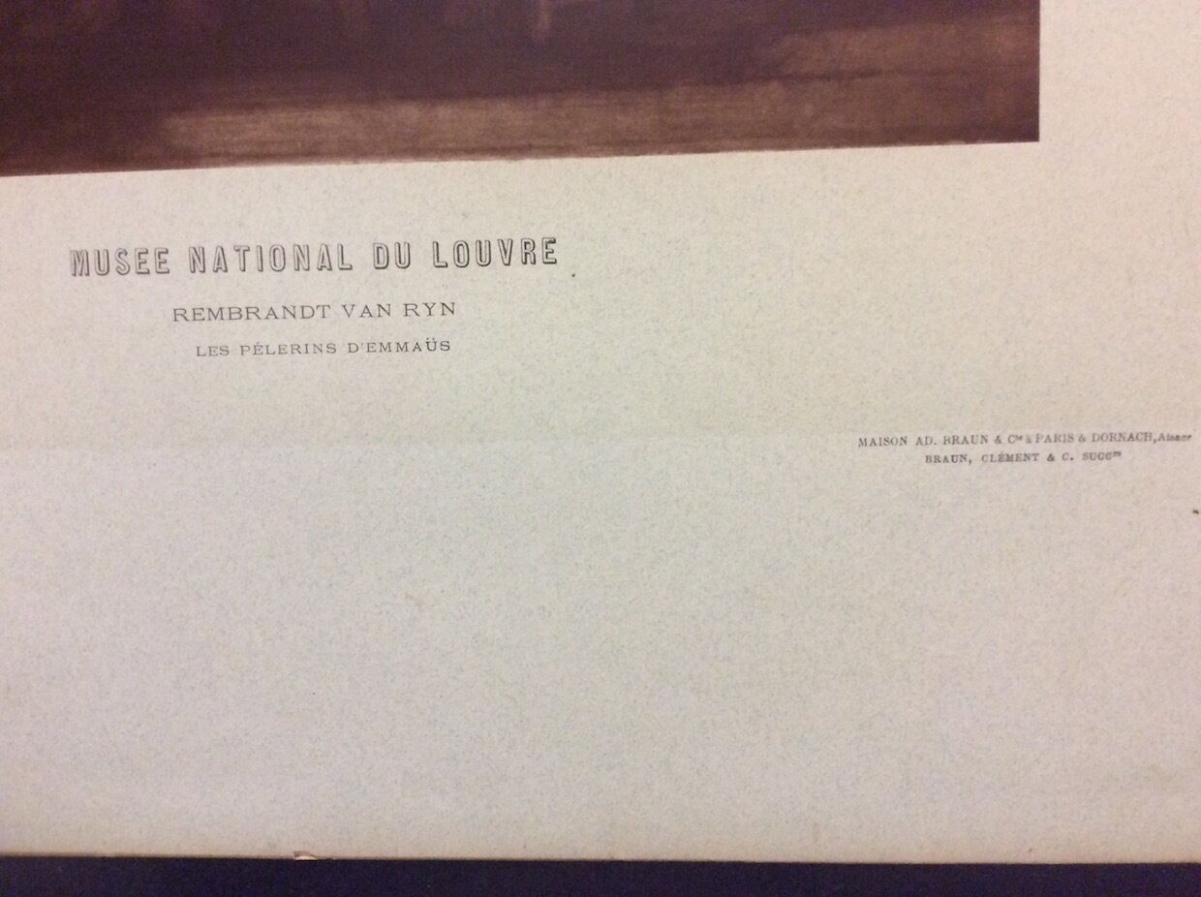 MUSEE NATIONAL DU LOUVRE
REMBRANDT VAN RYN
LES PÉLERINS D'EMMAÜS
MAISON AD. BRAUN & Cie à PARIS & DORNACH, Alsace
BRAUN, CLÉMENT & C. SUCCrs